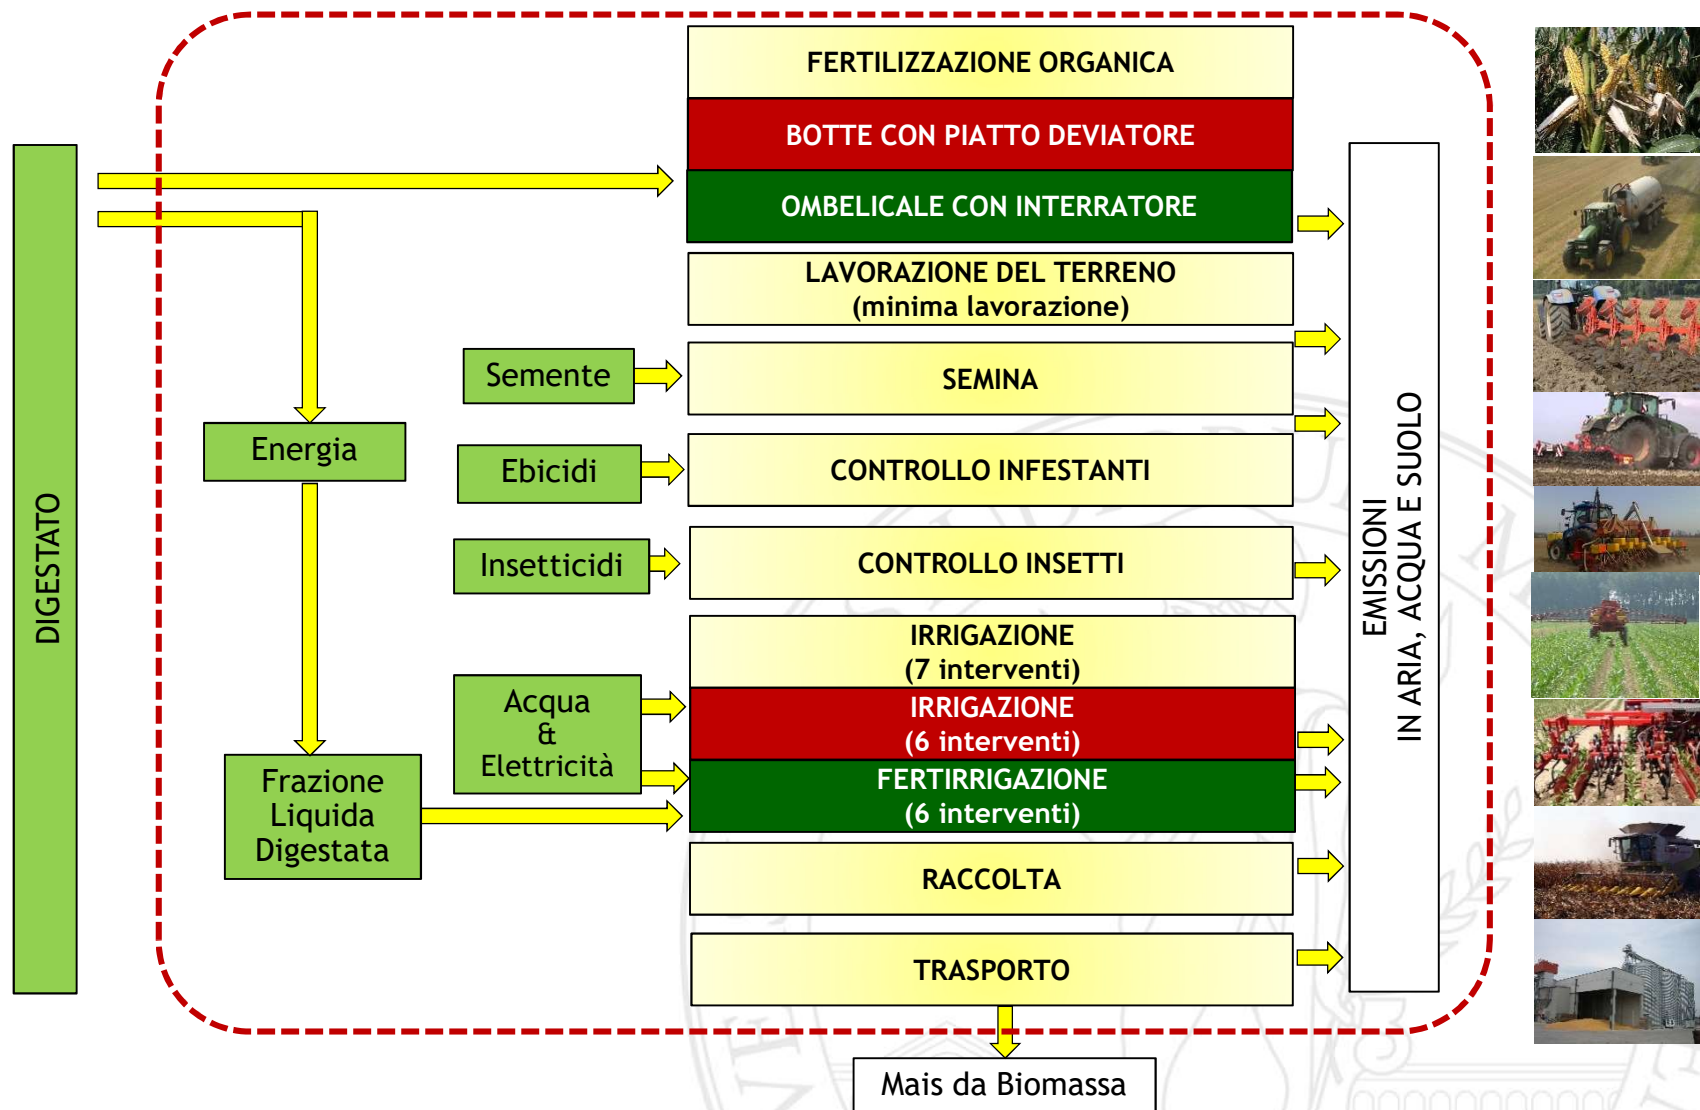 FERTILIZZAZIONE ORGANICA
BOTTE CON PIATTO DEVIATORE
OMBELICALE CON INTERRATORE
LAVORAZIONE DEL TERRENO
(minima lavorazione)
Semente
SEMINA
Energia
Ebicidi
CONTROLLO INFESTANTI
Insetticidi
CONTROLLO INSETTI
DIGESTATO
EMISSIONI
IN ARIA, ACQUA E SUOLO
IRRIGAZIONE
(7 interventi)
Acqua
&
Elettricità
IRRIGAZIONE
(6 interventi)
FERTIRRIGAZIONE
(6 interventi)
Frazione
Liquida
Digestata
RACCOLTA
TRASPORTO
Mais da Biomassa